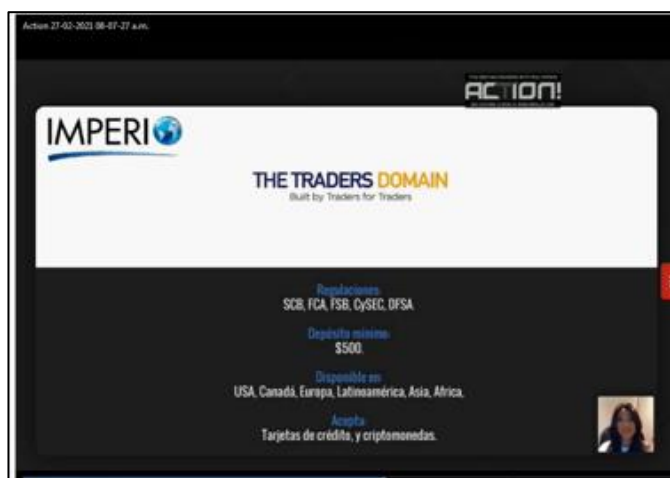 Action 27-02-2021 08-07-27 a.m.
ACTION!
IMPERIO
THE TRADERS DOMAIN
Built by Traders for Traders
Regulaciones:
SCB, FCA, FSB, CySEC, DFSA.
Depósito mínimo:
$500.
Disponible en:
USA, Canadá, Europa, Latinoamérica, Asia, Africa,
Acepta:
Tarjetas de crédito, y criptomonedas.